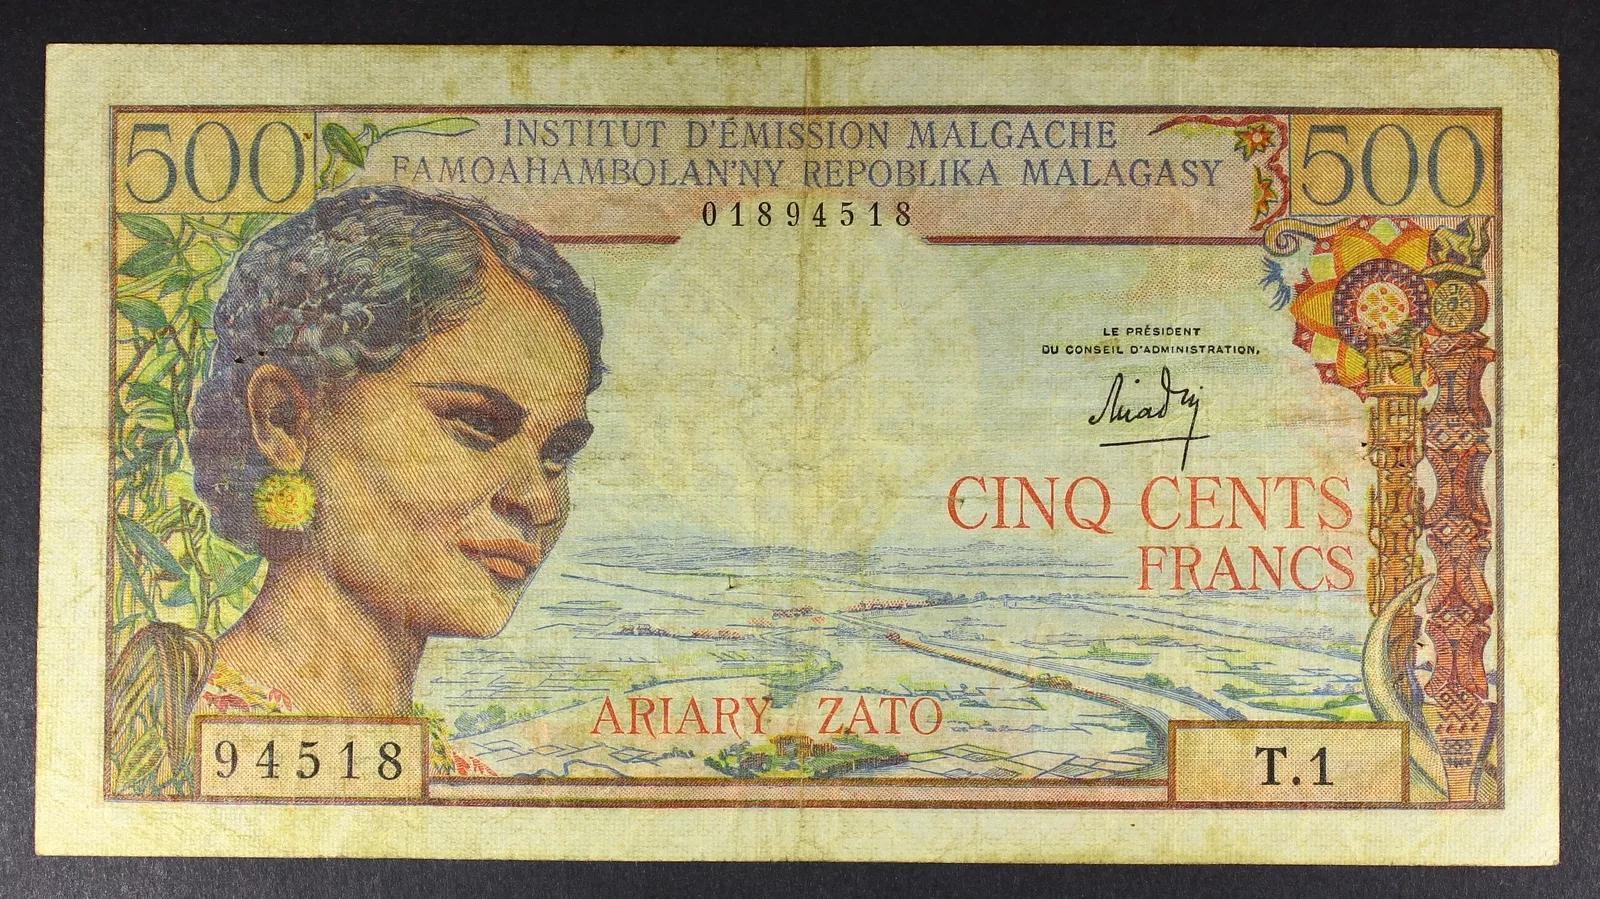 500
INSTITUT D'ÉMISSION MALGACHE
500
FAMOAHAMBOLAN'NY REPOBLIKA MALAGASY
01894518
LE PRÉSIDENT
DU CONSEIL D'ADMINISTRATION,
CINQ CENTS
FRANCS
ARIARY ZATO
94518
T.1